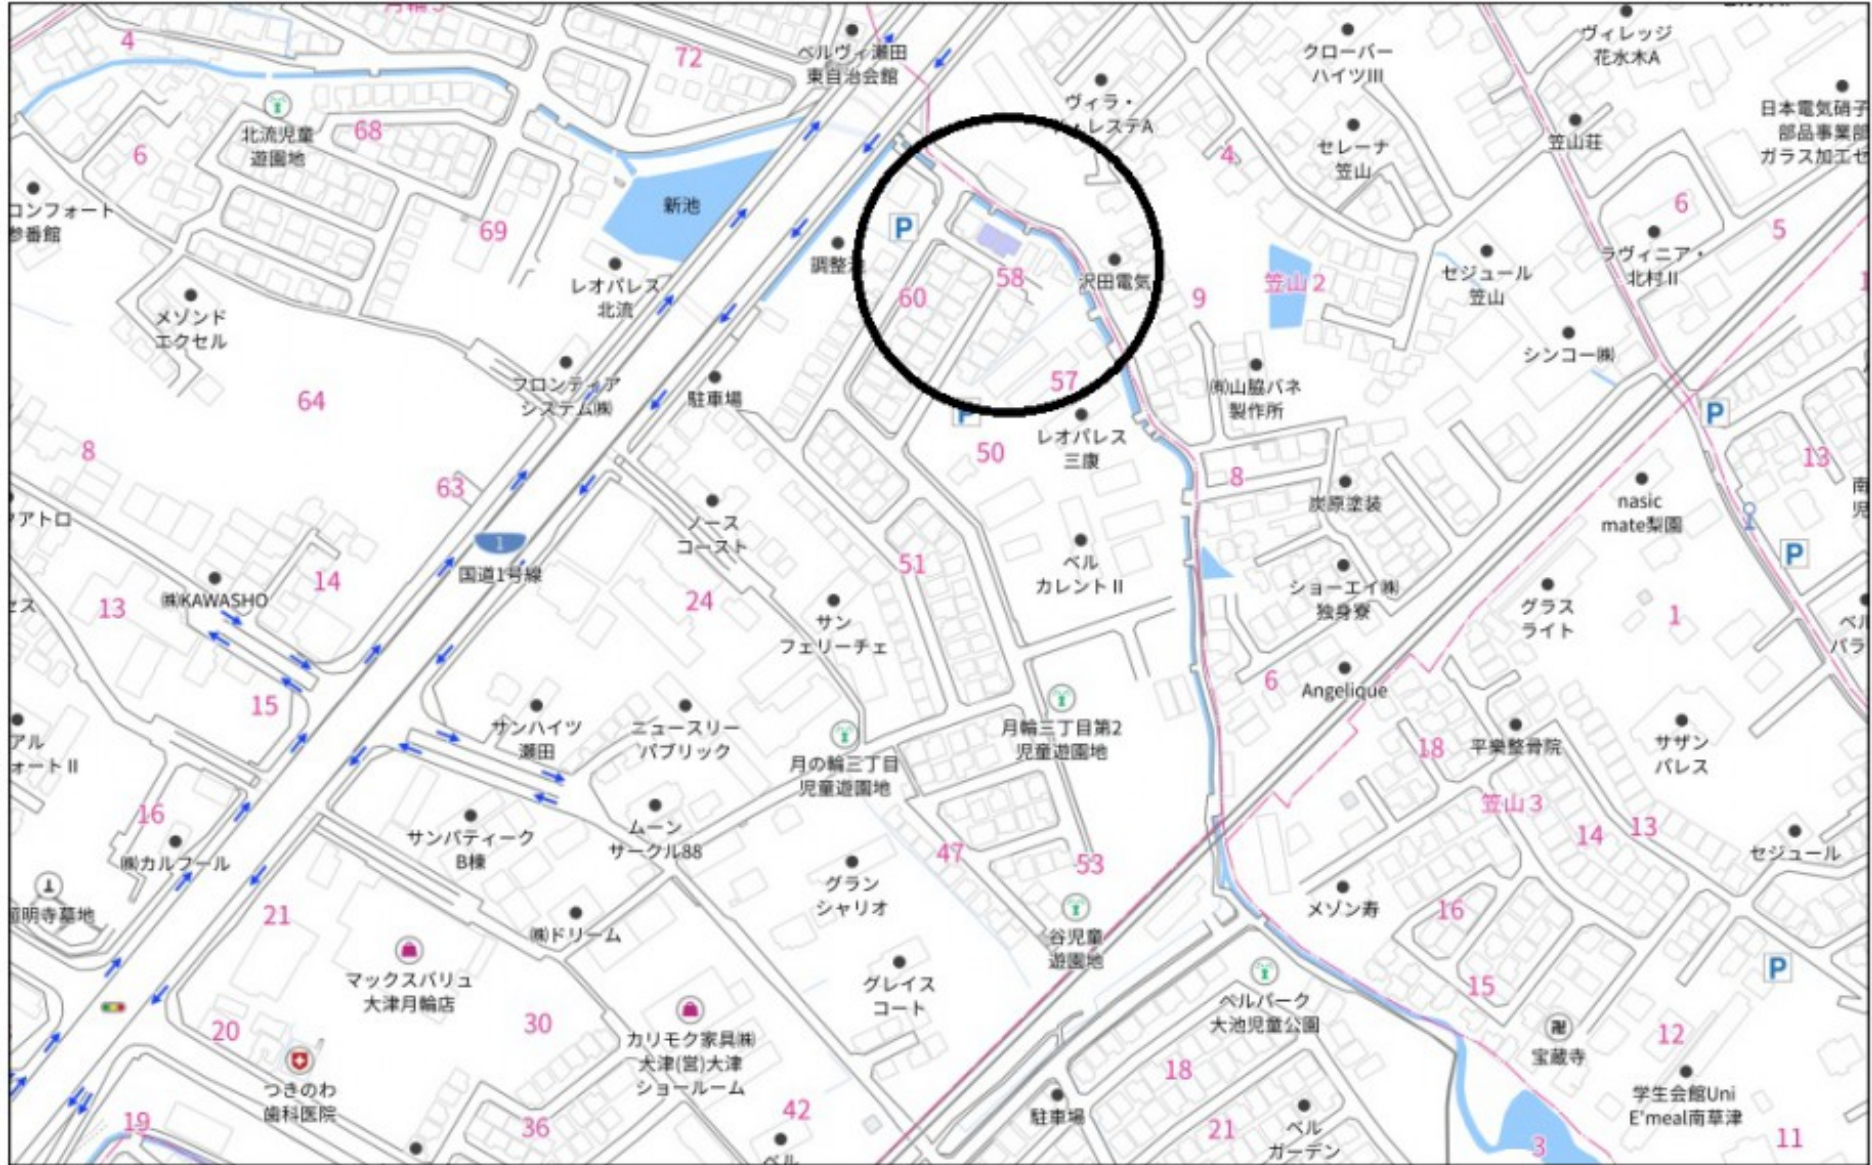 月輪3
4
72
ベルヴィ瀬田
東自治会館
クローバー
ハイツIII
ヴィレッジ
花水木A
ヴィラ・
日本電気硝子
部品事業部
68
北流児童
遊園地
6
4
セレーナ
笠山
笠山荘
新池
69
P
6
5
調整
58
沢田電気
60
9
笠山2
セジュール
笠山
ラヴィニア・
北村II
レオパレス
北流
メゾンド
エクセル
シンコー㈱
フロンティア
システム㈱
駐車場
57
㈲山脇バネ
製作所
64
P
P
8
レオパレス
三康
50
13
63
8
炭原塗装
nasic
mate梨園
ノース
コースト
1
国道1号線
51
ベル
カレントII
P
14
㈱KAWASHO
13
24
サン
フェリーチェ
ショーエイ㈱
独身寮
グラス
ライト
1
6
Angelique
15
サンハイツ
瀬田
ニュースリー
パブリック
月輪三丁目第2
児童遊園地
月の輪三丁目
児童遊園地
18
平樂整骨院
サザン
パレス
16
サンパティーク
B棟
ムーン
サークル88
笠山3
14
13
㈱カルフール
47
53
セジュール
グラン
シャリオ
メゾン寿
16
21
㈱ドリーム
谷児童
遊園地
マックスバリュ
大津月輪店
グレイス
コート
ベルパーク
大池児童公園
15
P
20
30
カリモク家具㈱
大津(営)大津
ショールーム
宝蔵寺
12
つきのわ
歯科医院
18
学生会館Uni
E'meal南草津
19
36
42
駐車場
21
ベル
ガーデン
3
11